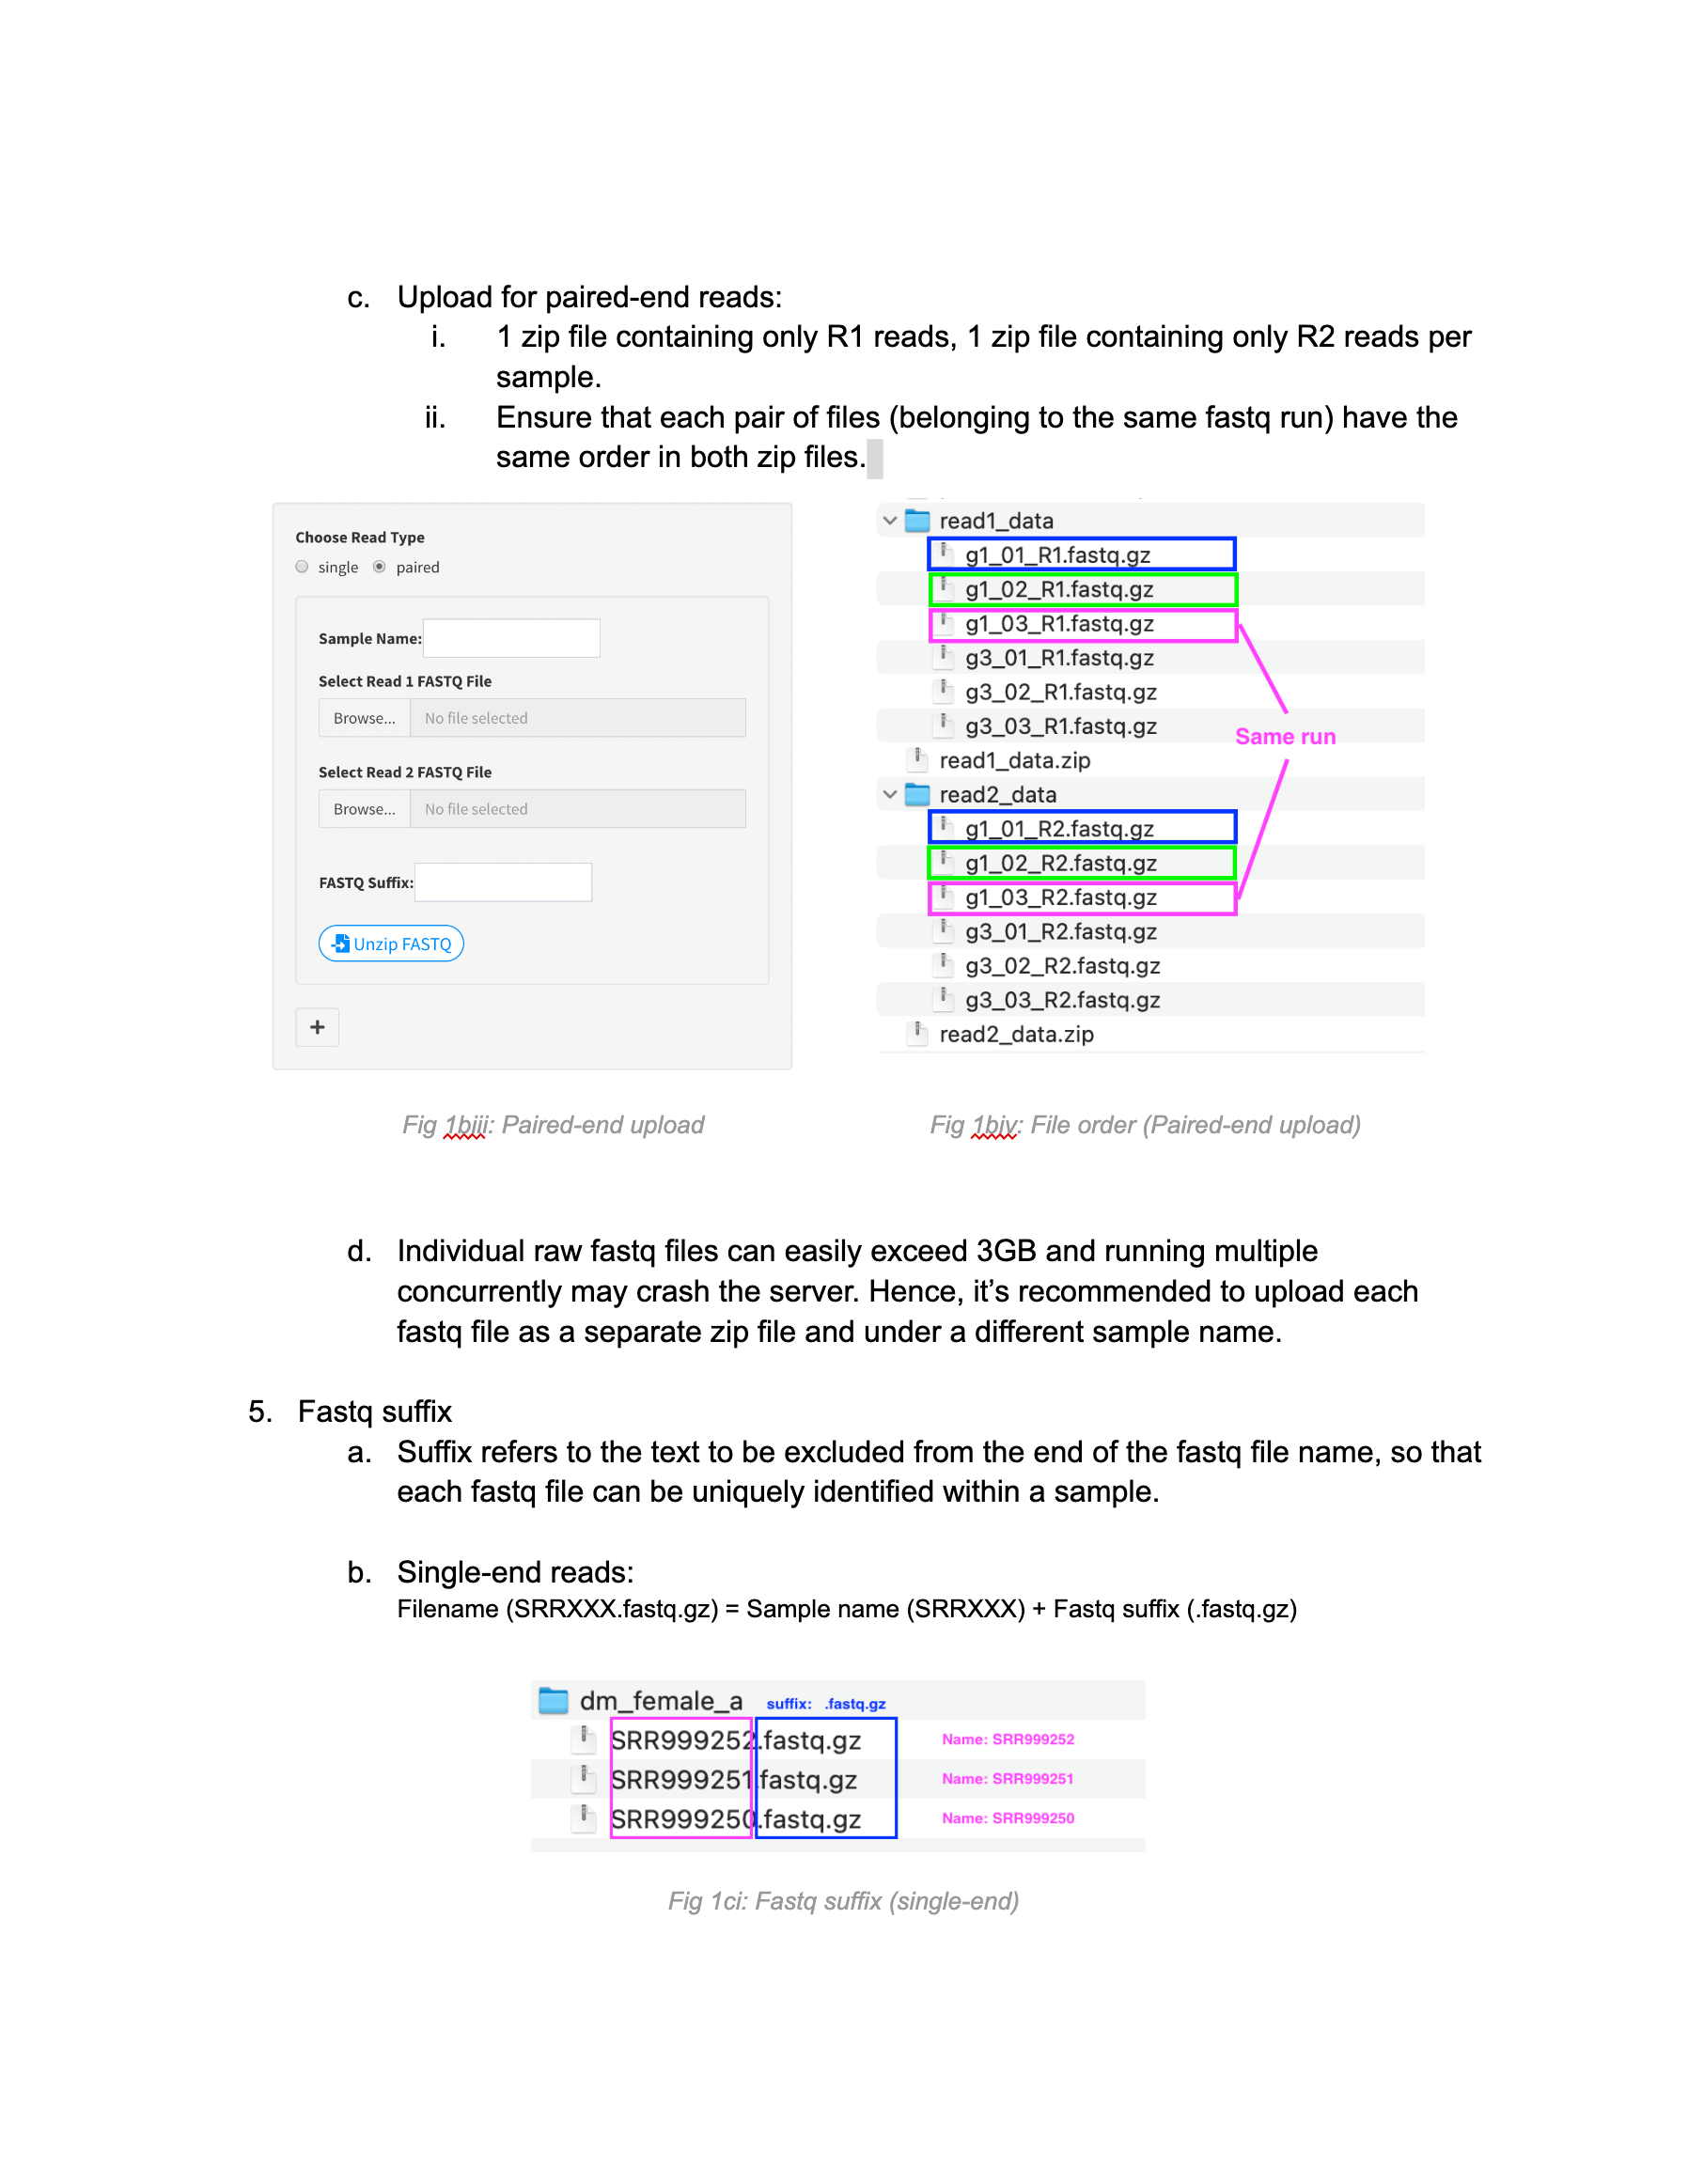 c. Upload for paired-end reads:
i. 1 zip file containing only R1 reads, 1 zip file containing only R2 reads per
sample.
ii. Ensure that each pair of files (belonging to the same fastq run) have the
same order in both zip files.
Choose Read Type
single paired
Sample Name:
Select Read 1 FASTQ File
Browse... No file selected
Select Read 2 FASTQ File
Browse... No file selected
FASTQ Suffix:
Unzip FASTQ
+
read1_data
g1_01_R1.fastq.gz
g1_02_R1.fastq.gz
g1_03_R1.fastq.gz
g3_01_R1.fastq.gz
g3_02_R1.fastq.gz
g3_03_R1.fastq.gz
Same run
read1_data.zip
read2_data
g1_01_R2.fastq.gz
g1_02_R2.fastq.gz
g1_03_R2.fastq.gz
g3_01_R2.fastq.gz
g3_02_R2.fastq.gz
g3_03_R2.fastq.gz
read2_data.zip
Fig 1biii: Paired-end upload
Fig 1biv: File order (Paired-end upload)
d. Individual raw fastq files can easily exceed 3GB and running multiple
concurrently may crash the server. Hence, it’s recommended to upload each
fastq file as a separate zip file and under a different sample name.
5. Fastq suffix
a. Suffix refers to the text to be excluded from the end of the fastq file name, so that
each fastq file can be uniquely identified within a sample.
b. Single-end reads:
Filename (SRRXXX.fastq.gz) = Sample name (SRRXXX) + Fastq suffix (.fastq.gz)
dm_female_a suffix: .fastq.gz
SRR999252.fastq.gz Name: SRR999252
SRR999251.fastq.gz Name: SRR999251
SRR999250.fastq.gz Name: SRR999250
Fig 1ci: Fastq suffix (single-end)